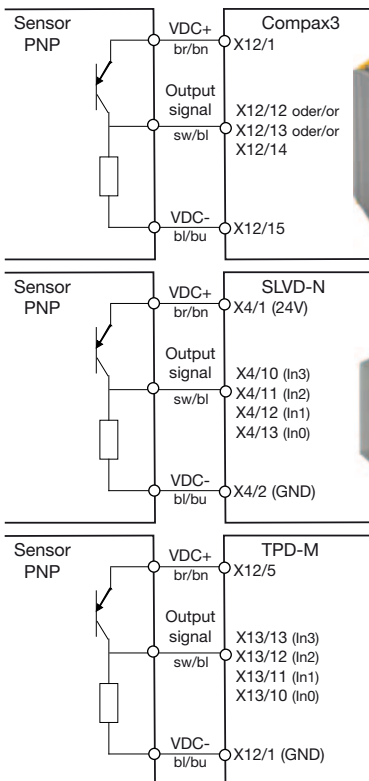 Sensor
PNP
VDC+
br/bn
Compax3
X12/1
Output
signal
sw/bl
X12/12 oder/or
X12/13 oder/or
X12/14
VDC-
bl/bu
X12/15
Sensor
PNP
VDC+
br/bn
SLVD-N
X4/1 (24V)
Output
signal
sw/bl
X4/10 (In3)
X4/11 (In2)
X4/12 (In1)
X4/13 (In0)
VDC-
bl/bu
X4/2 (GND)
Sensor
PNP
VDC+
br/bn
TPD-M
X12/5
Output
signal
sw/bl
X13/13 (In3)
X13/12 (In2)
X13/11 (In1)
X13/10 (In0)
VDC-
bl/bu
X12/1 (GND)